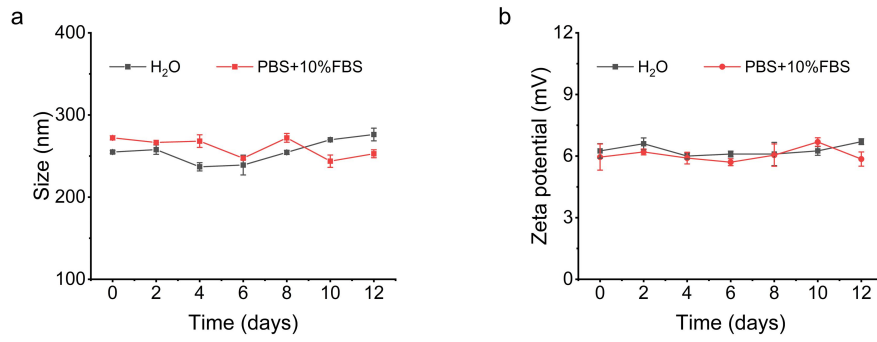 a
400
300
200
100
Size (nm)
H₂O
PBS+10%FBS
0 2 4 6 8 10 12
Time (days)
b
12
9
6
3
0
Zeta potential (mV)
H₂O
PBS+10%FBS
0 2 4 6 8 10 12
Time (days)